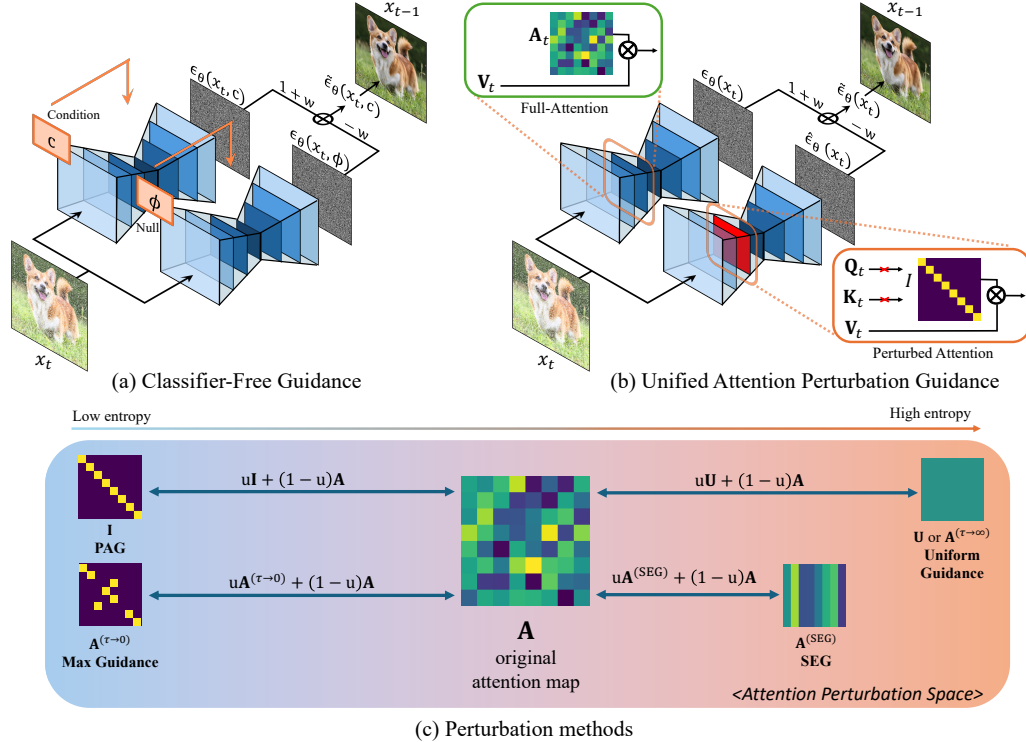 x_{t−1}
ϵ_θ(x_t, c)
1 + w
ϵ̃_θ(x_t, c)
− w
Condition
c
ϵ_θ(x_t, ϕ)
ϕ
Null
x_t
(a) Classifier-Free Guidance
x_{t−1}
A_t
V_t
Full-Attention
ϵ_θ(x_t)
1 + w
ϵ̃_θ(x_t)
− w
ϵ̂_θ(x_t)
Q_t
I
K_t
V_t
Perturbed Attention
x_t
(b) Unified Attention Perturbation Guidance
Low entropy
High entropy
uI + (1 − u)A
uU + (1 − u)A
I
PAG
U or A^{(τ→∞)}
Uniform
Guidance
uA^{(τ→0)} + (1 − u)A
uA^{(SEG)} + (1 − u)A
A^{(τ→0)}
Max Guidance
A
original
attention map
A^{(SEG)}
SEG
<Attention Perturbation Space>
(c) Perturbation methods